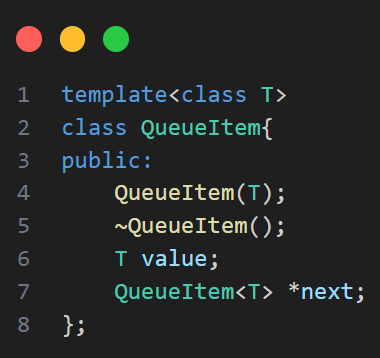 1 template<class T>
2 class QueueItem{
3 public:
4     QueueItem(T);
5     ~QueueItem();
6     T value;
7     QueueItem<T> *next;
8 };